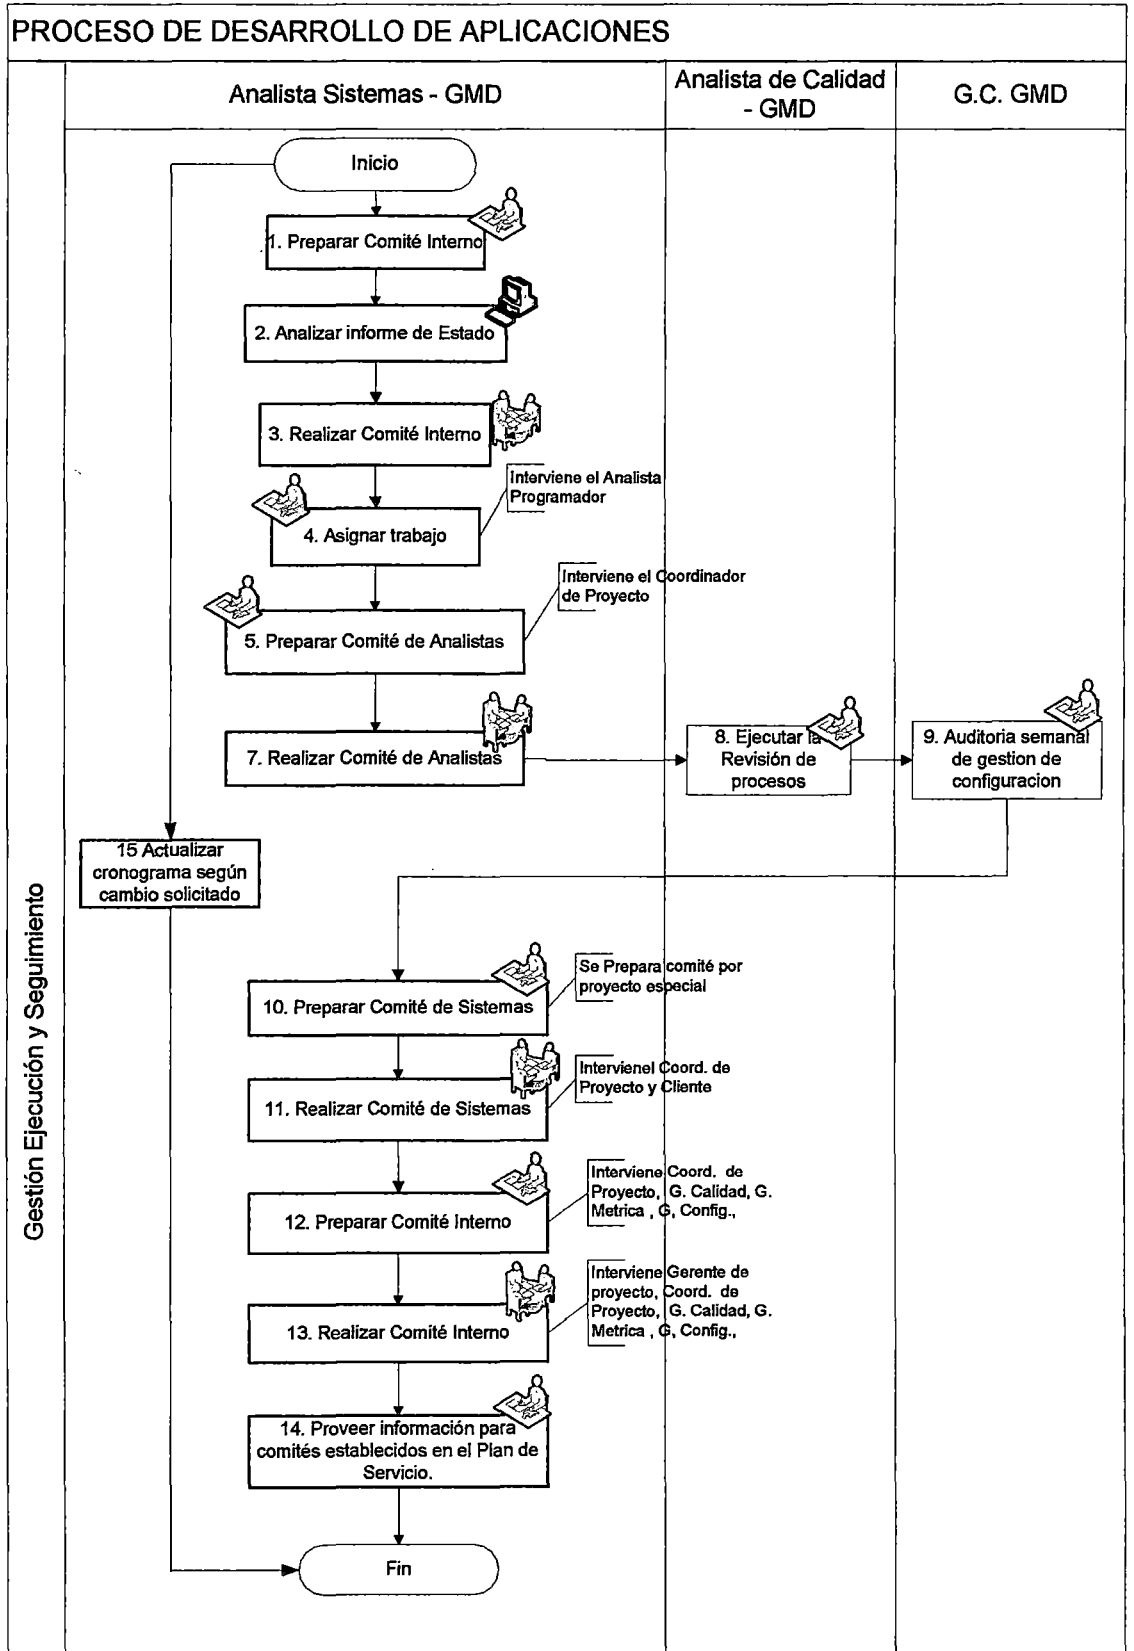 PROCESO DE DESARROLLO DE APLICACIONES
Analista Sistemas - GMD
Analista de Calidad
- GMD
G.C. GMD
Gestión Ejecución y Seguimiento
Inicio
1. Preparar Comité Interno
2. Analizar informe de Estado
3. Realizar Comité Interno
Interviene el Analista
Programador
4. Asignar trabajo
Interviene el Coordinador
de Proyecto
5. Preparar Comité de Analistas
7. Realizar Comité de Analistas
8. Ejecutar la
Revisión de
procesos
9. Auditoria semanal
de gestion de
configuracion
15 Actualizar
cronograma según
cambio solicitado
Se Prepara comité por
proyecto especial
10. Preparar Comité de Sistemas
Intervienel Coord. de
Proyecto y Cliente
11. Realizar Comité de Sistemas
Interviene Coord. de
Proyecto, G. Calidad, G.
Metrica , G, Config.,
12. Preparar Comité Interno
Interviene Gerente de
proyecto, Coord. de
Proyecto, G. Calidad, G.
Metrica , G, Config.,
13. Realizar Comité Interno
14. Proveer información para
comités establecidos en el Plan de
Servicio.
Fin